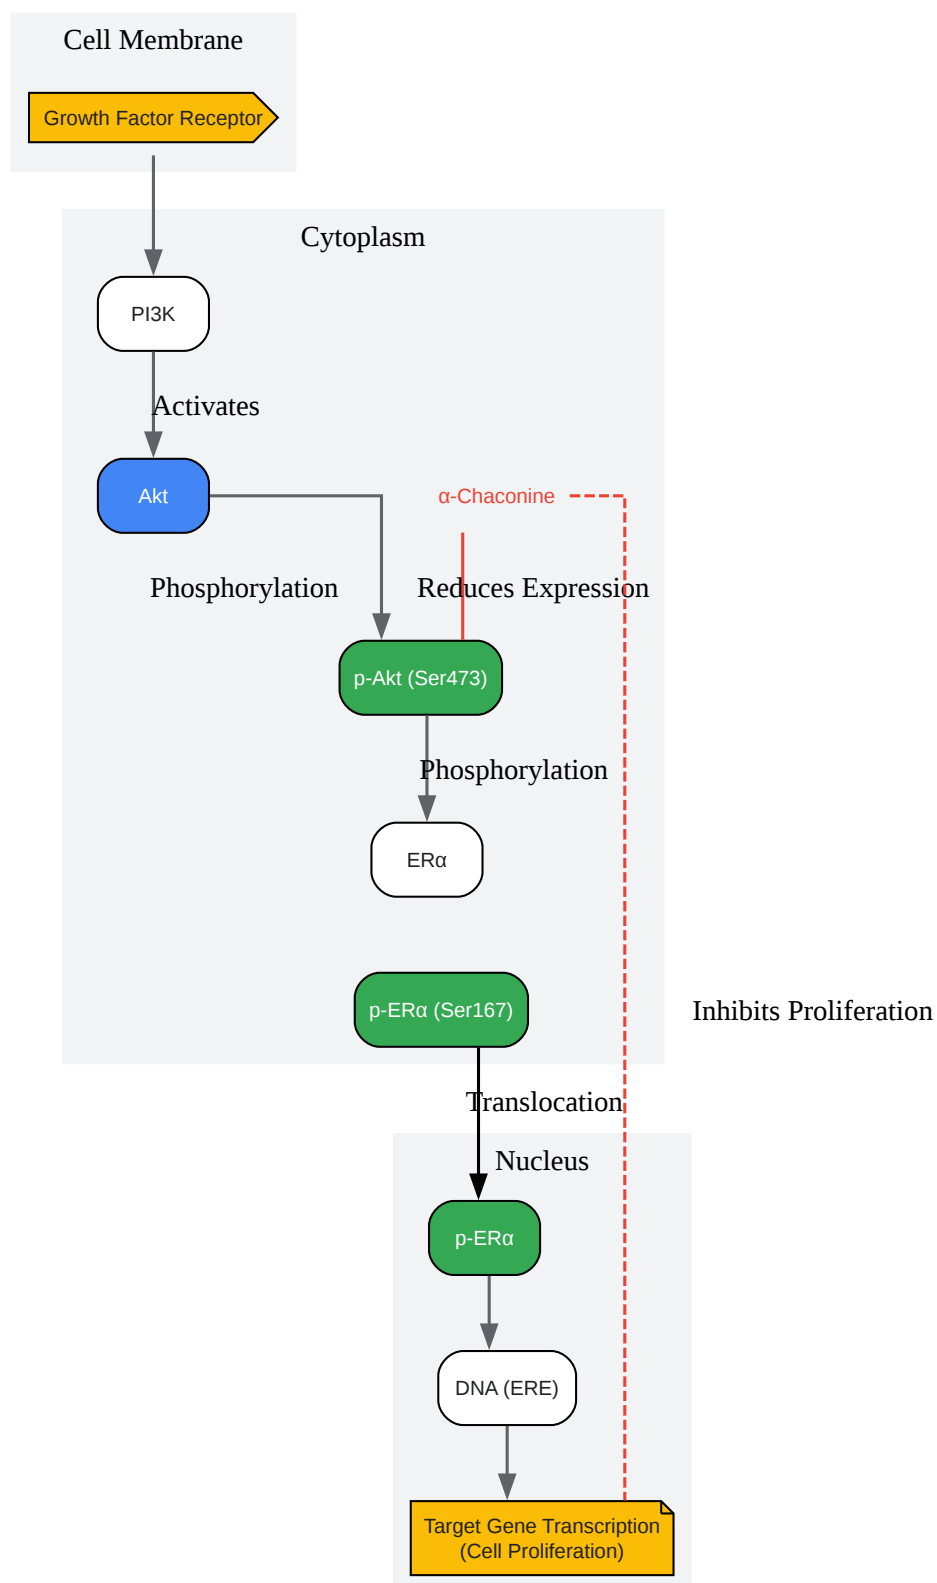 Cell Membrane
Growth Factor Receptor
Cytoplasm
PI3K
Activates
Akt
α-Chaconine
Phosphorylation
Reduces Expression
p-Akt (Ser473)
Phosphorylation
ERα
p-ERα (Ser167)
Inhibits Proliferation
Translocation
Nucleus
p-ERα
DNA (ERE)
Target Gene Transcription
(Cell Proliferation)